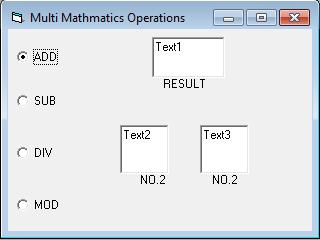 Multi Mathmatics Operations
ADD
Text1
RESULT
SUB
Text2 Text3
DIV
NO.2 NO.2
MOD